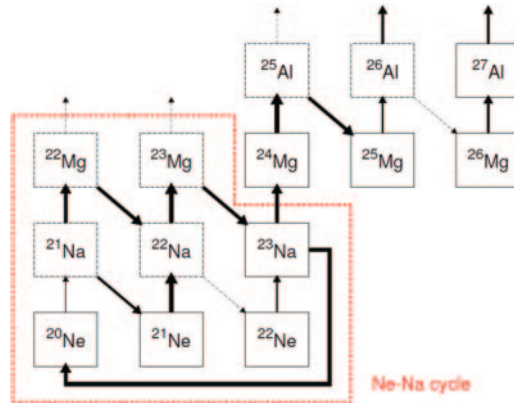 ²⁵Al ²⁶Al ²⁷Al
²²Mg ²³Mg ²⁴Mg ²⁵Mg ²⁶Mg
²¹Na ²²Na ²³Na
²⁰Ne ²¹Ne ²²Ne
Ne-Na cycle